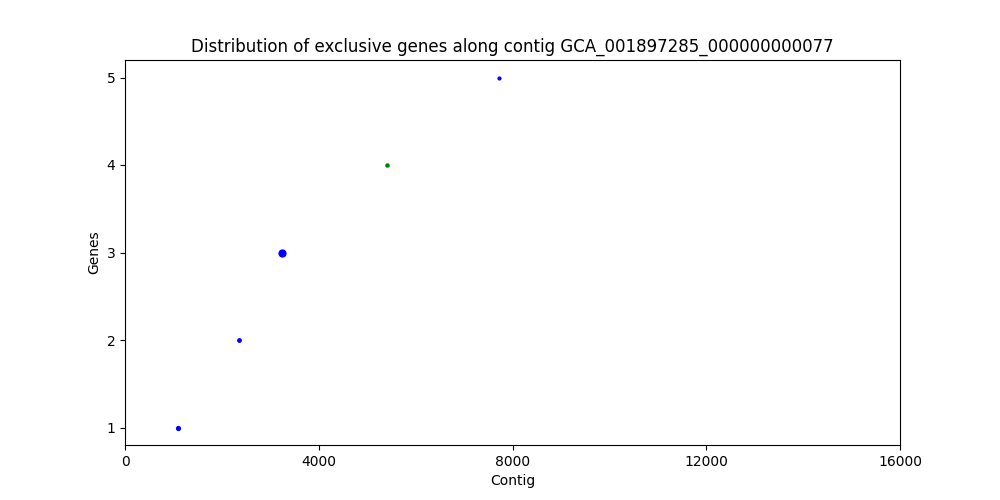 Distribution of exclusive genes along contig GCA_001897285_000000000077
5
4
3
2
1
Genes
0 4000 8000 12000 16000
Contig